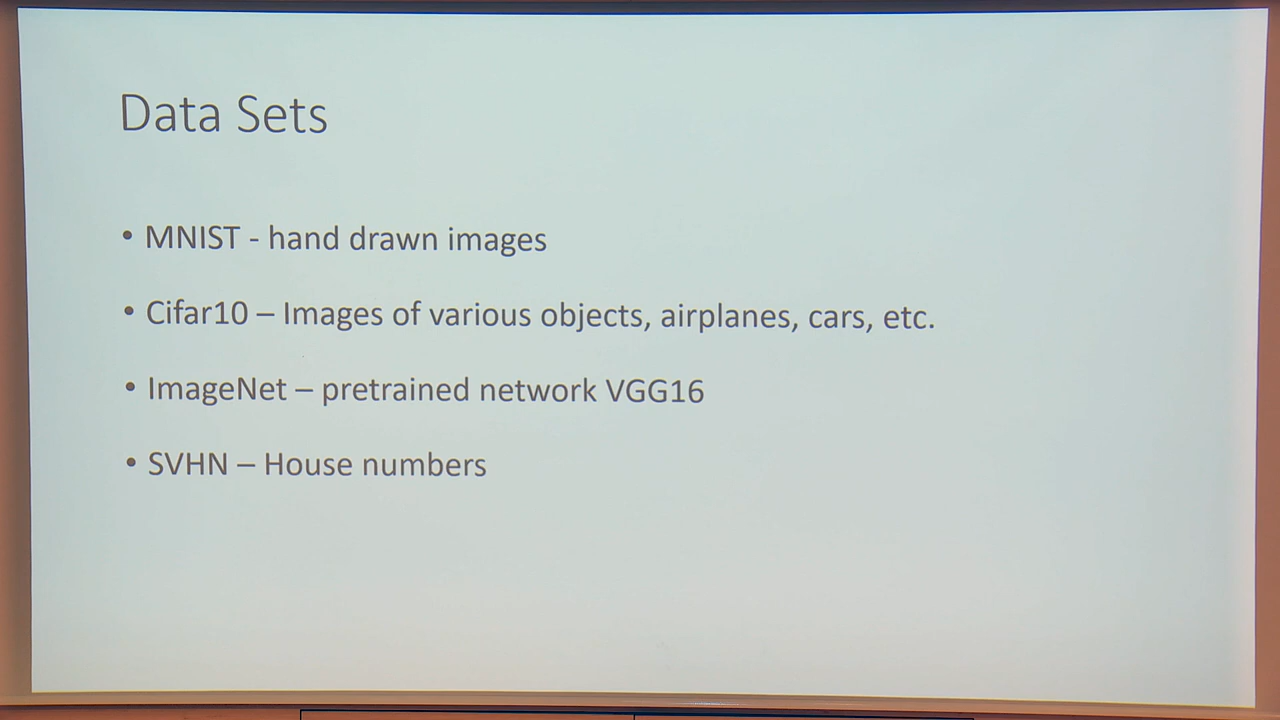 Data Sets
• MNIST - hand drawn images
• Cifar10 – Images of various objects, airplanes, cars, etc.
• ImageNet – pretrained network VGG16
• SVHN – House numbers